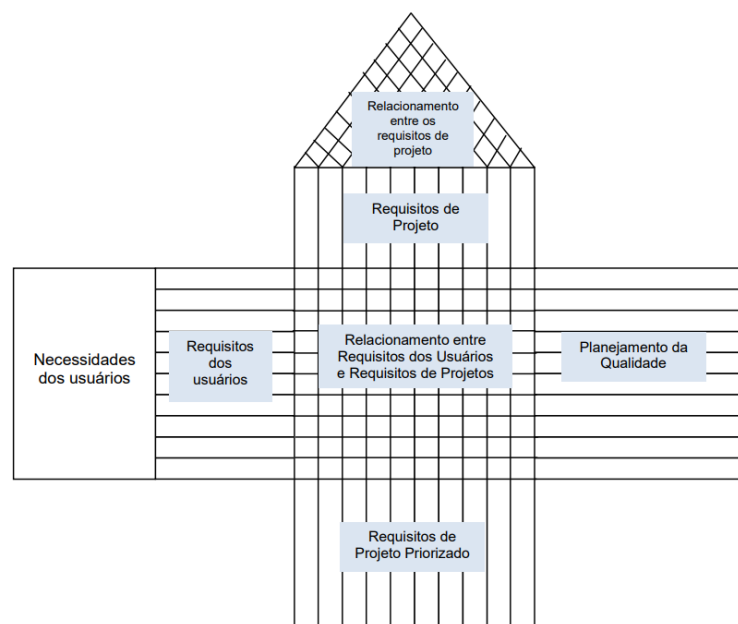 Relacionamento
entre os
requisitos de
projeto
Requisitos de
Projeto
Necessidades
dos usuários
Requisitos
dos
usuários
Relacionamento entre
Requisitos dos Usuários
e Requisitos de Projetos
Planejamento da
Qualidade
Requisitos de
Projeto Priorizado